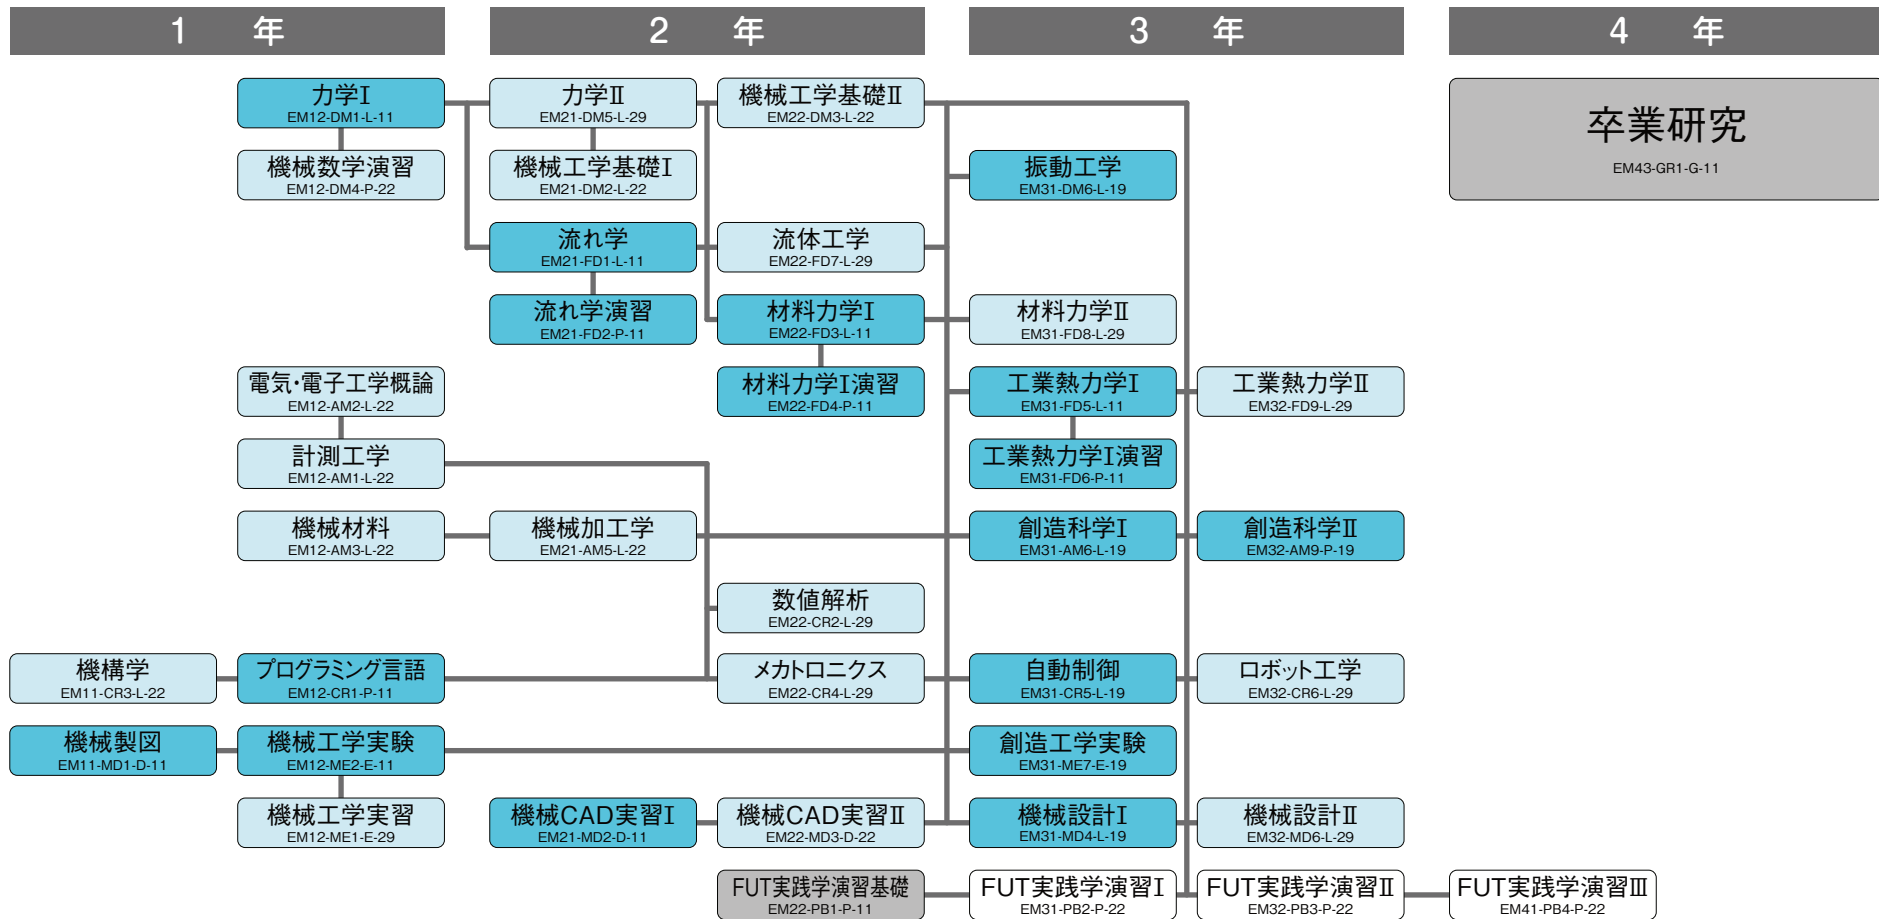 1 年
2 年
3 年
4 年
力学Ⅰ
EM12-DM1-L-11
力学Ⅱ
EM21-DM5-L-29
機械工学基礎Ⅱ
EM22-DM3-L-22
卒業研究
EM43-GR1-G-11
機械数学演習
EM12-DM4-P-22
機械工学基礎Ⅰ
EM21-DM2-L-22
振動工学
EM31-DM6-L-19
流れ学
EM21-FD1-L-11
流体工学
EM22-FD7-L-29
流れ学演習
EM21-FD2-P-11
材料力学Ⅰ
EM22-FD3-L-11
材料力学Ⅱ
EM31-FD8-L-29
電気・電子工学概論
EM12-AM2-L-22
材料力学Ⅰ演習
EM22-FD4-P-11
工業熱力学Ⅰ
EM31-FD5-L-11
工業熱力学Ⅱ
EM32-FD9-L-29
計測工学
EM12-AM1-L-22
工業熱力学Ⅰ演習
EM31-FD6-P-11
機械材料
EM12-AM3-L-22
機械加工学
EM21-AM5-L-22
創造科学Ⅰ
EM31-AM6-L-19
創造科学Ⅱ
EM32-AM9-P-19
数値解析
EM22-CR2-L-29
機構学
EM11-CR3-L-22
プログラミング言語
EM12-CR1-P-11
メカトロニクス
EM22-CR4-L-29
自動制御
EM31-CR5-L-19
ロボット工学
EM32-CR6-L-29
機械製図
EM11-MD1-D-11
機械工学実験
EM12-ME2-E-11
創造工学実験
EM31-ME7-E-19
機械工学実習
EM12-ME1-E-29
機械CAD実習Ⅰ
EM21-MD2-D-11
機械CAD実習Ⅱ
EM22-MD3-D-22
機械設計Ⅰ
EM31-MD4-L-19
機械設計Ⅱ
EM32-MD6-L-29
FUT実践学演習基礎
EM22-PB1-P-11
FUT実践学演習Ⅰ
EM31-PB2-P-22
FUT実践学演習Ⅱ
EM32-PB3-P-22
FUT実践学演習Ⅲ
EM41-PB4-P-22